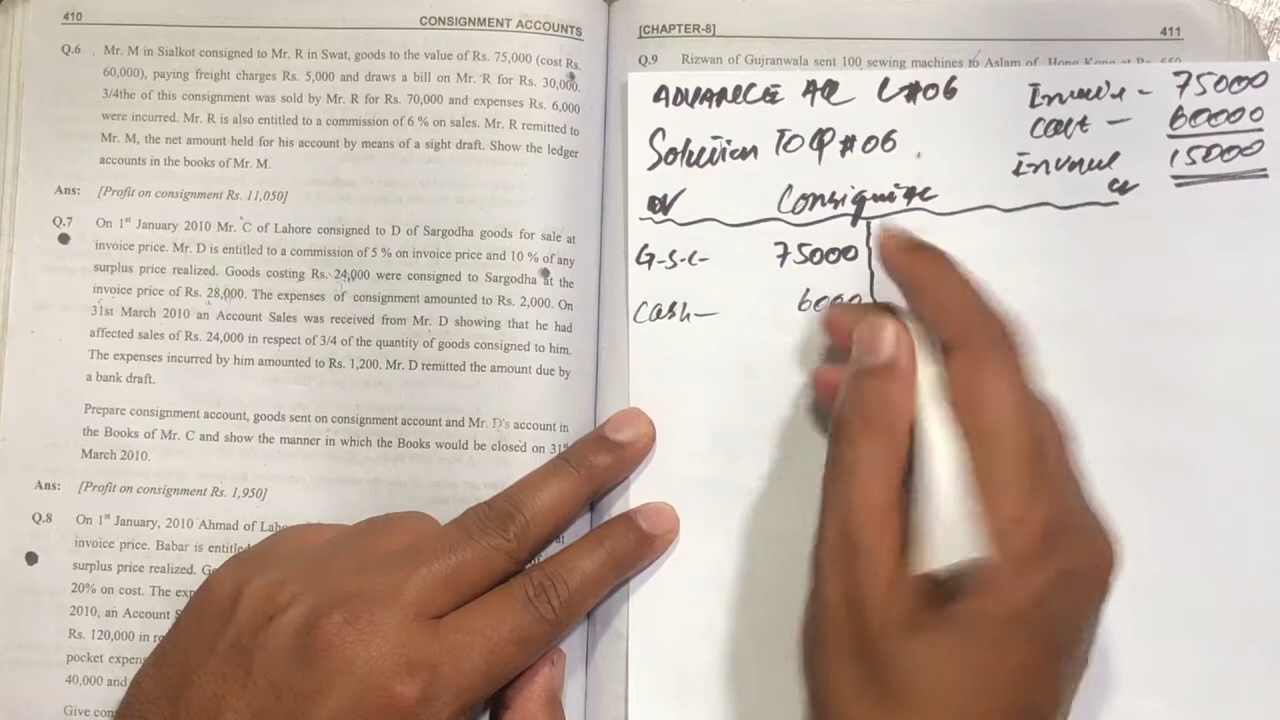 410
CONSIGNMENT ACCOUNTS
Q.6 . Mr. M in Sialkot consigned to Mr. R in Swat, goods to the value of Rs. 75,000 (cost Rs.
60,000), paying freight charges Rs. 5,000 and draws a bill on Mr. R for Rs. 30,000.
3/4the of this consignment was sold by Mr. R for Rs. 70,000 and expenses Rs. 6,000
were incurred. Mr. R is also entitled to a commission of 6 % on sales. Mr. R remitted to
Mr. M, the net amount held for his account by means of a sight draft. Show the ledger
accounts in the books of Mr. M.
Ans: [Profit on consignment Rs. 11,050]
Q.7 On 1st January 2010 Mr. C of Lahore consigned to D of Sargodha goods for sale at
invoice price. Mr. D is entitled to a commission of 5 % on invoice price and 10 % of any
surplus price realized. Goods costing Rs. 24,000 were consigned to Sargodha at the
invoice price of Rs. 28,000. The expenses of consignment amounted to Rs. 2,000. On
31st March 2010 an Account Sales was received from Mr. D showing that he had
affected sales of Rs. 24,000 in respect of 3/4 of the quantity of goods consigned to him.
The expenses incurred by him amounted to Rs. 1,200. Mr. D remitted the amount due by
a bank draft.
Prepare consignment account, goods sent on consignment account and Mr. D's account in
the Books of Mr. C and show the manner in which the Books would be closed on 31st
March 2010.
Ans: [Profit on consignment Rs. 1,950]
Q.8 On 1st January, 2010 Ahmad of
invoice price. Babar is
surplus price realized.
20% on cost. The
2010, an Account
Rs. 120,000 in
pocket
40,000 and
Give
[CHAPTER-8]
411
Q.9 Rizwan of Gujranwala sent 100 sewing machines to Aslam of Hong Kong at Rs.
ADVANCE A/C L#06
Solution TO Q#06.
Invoice - 75000
Cost - 60000
15000
Dr
Cr
G-S-C- 75000
Cash- 6000